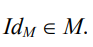 Id_M ∈ M.